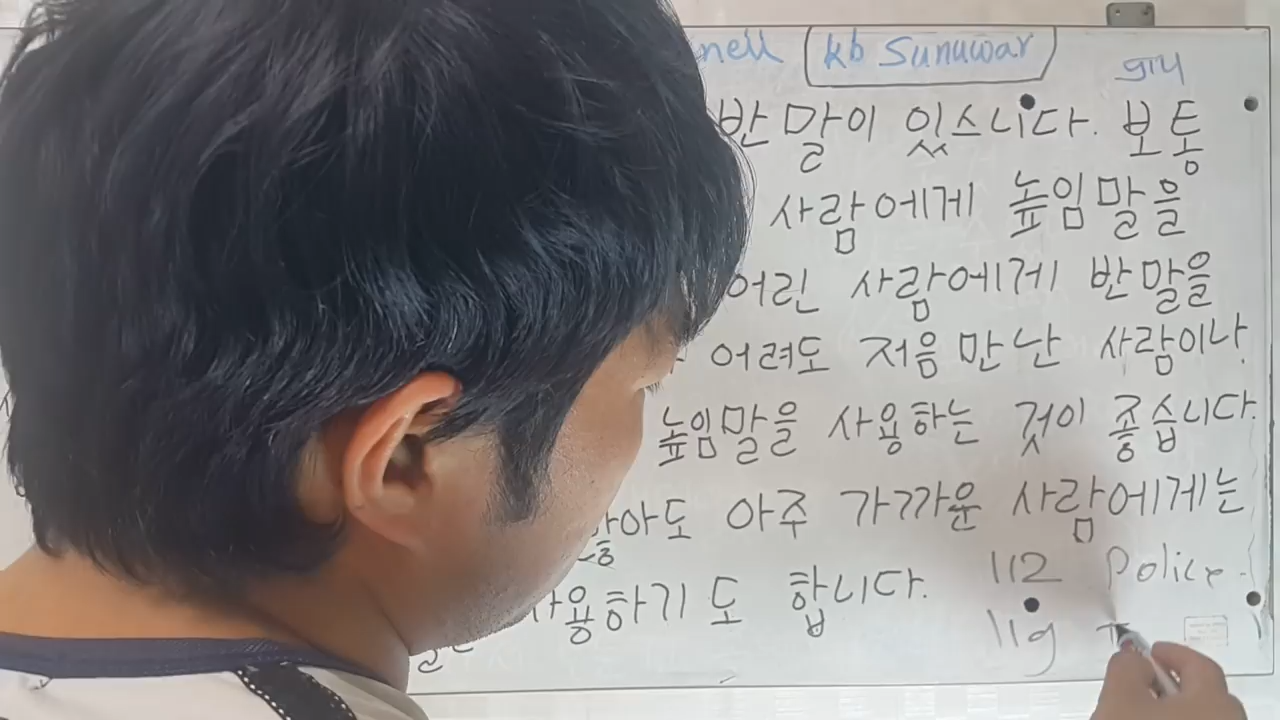 kb Sunuwar
반말이 있습니다. 보통
사람에게 높임말을
어린 사람에게 반말을
어려도 저음 만난 사람이나
높임말을 사용하는 것이 좋습니다.
아도 아주 가까운 사람에게는
사용하기도 합니다.
112 Police
119